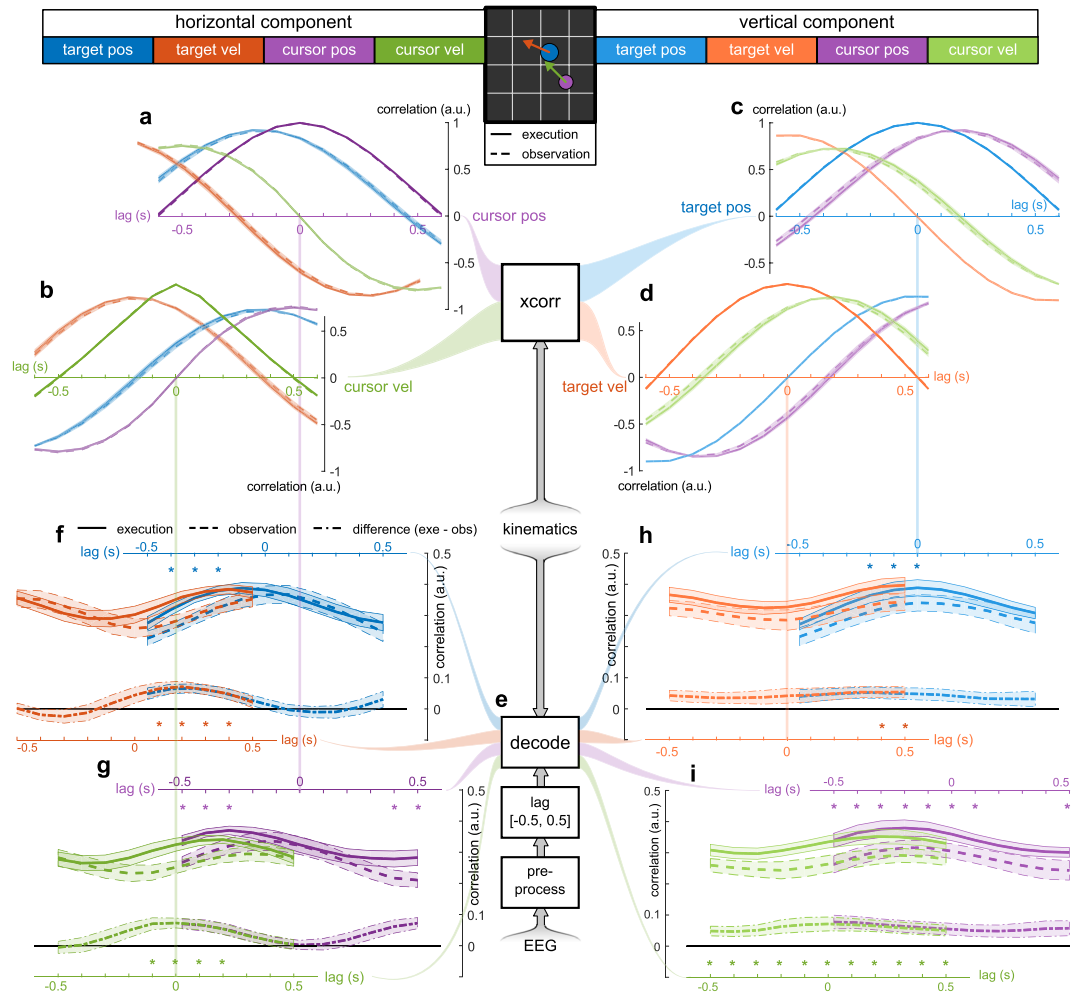 horizontal component
vertical component
target pos
target vel
cursor pos
cursor vel
target pos
target vel
cursor pos
cursor vel
execution
observation
a
correlation (a.u.)
1
0.5
0
-0.5
-1
lag (s)
-0.5
0
0.5
cursor pos
c
correlation (a.u.)
1
0.5
0
-0.5
lag (s)
-0.5
0
0.5
target pos
b
0.5
0
-0.5
-1
lag (s)
-0.5
0
0.5
cursor vel
correlation (a.u.)
xcorr
d
0.5
0
-0.5
-1
lag (s)
-0.5
0
0.5
target vel
correlation (a.u.)
kinematics
f
execution
observation
difference (exe - obs)
lag (s)
-0.5
0
0.5
* * *
0.5
correlation (a.u.)
0.1
0
* * * *
-0.5
0
0.5
lag (s)
h
lag (s)
-0.5
0
0.5
* * *
0.5
correlation (a.u.)
0.1
0
* *
-0.5
0
0.5
lag (s)
e
decode
lag
[-0.5, 0.5]
pre-
process
EEG
g
lag (s)
-0.5
0
0.5
* * * * *
0.5
correlation (a.u.)
0.1
0
* * * *
-0.5
0
0.5
lag (s)
i
lag (s)
-0.5
0
0.5
* * * * * * * *
0.5
correlation (a.u.)
0.1
0
* * * * * * * * * * *
-0.5
0
0.5
lag (s)